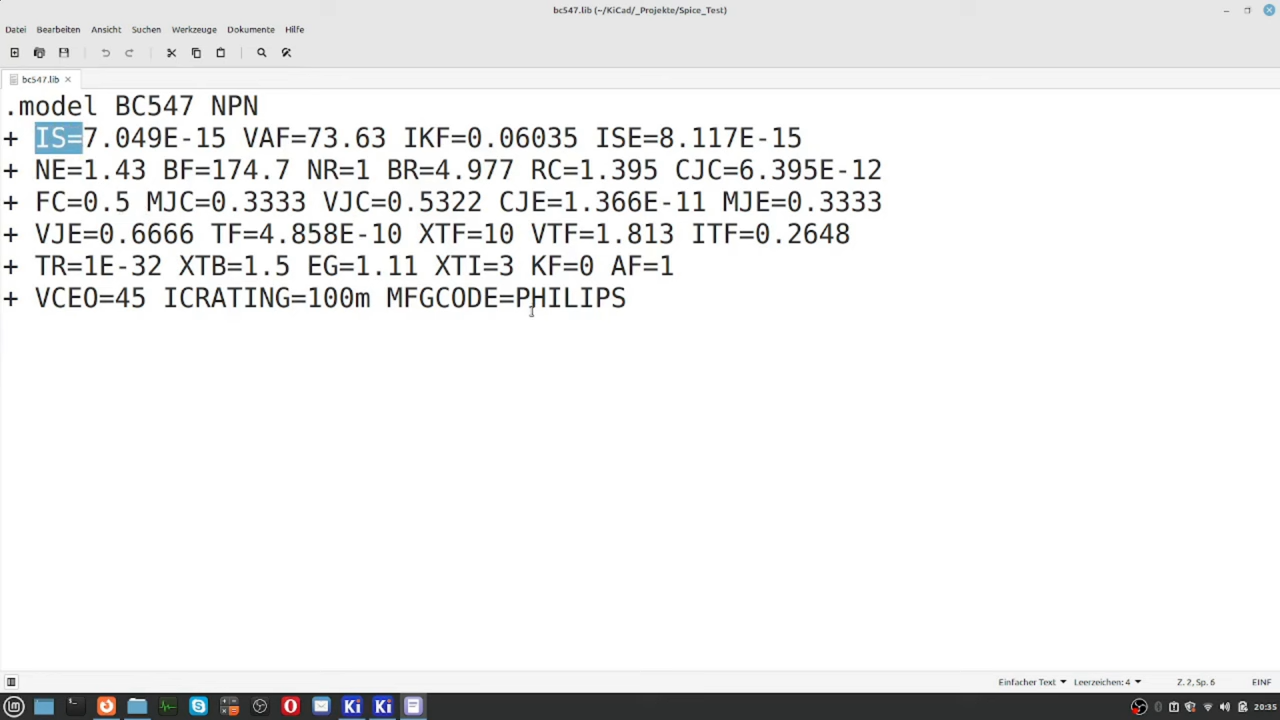 bc547.lib (~/KiCad/_Projekte/Spice_Test)
Datei Bearbeiten Ansicht Suchen Werkzeuge Dokumente Hilfe
bc547.lib
.model BC547 NPN
+ IS=7.049E-15 VAF=73.63 IKF=0.06035 ISE=8.117E-15
+ NE=1.43 BF=174.7 NR=1 BR=4.977 RC=1.395 CJC=6.395E-12
+ FC=0.5 MJC=0.3333 VJC=0.5322 CJE=1.366E-11 MJE=0.3333
+ VJE=0.6666 TF=4.858E-10 XTF=10 VTF=1.813 ITF=0.2648
+ TR=1E-32 XTB=1.5 EG=1.11 XTI=3 KF=0 AF=1
+ VCEO=45 ICRATING=100m MFGCODE=PHILIPS
Einfacher Text Leerzeichen: 4 Z. 2, Sp. 6 EINF
Ki Ki 20:35